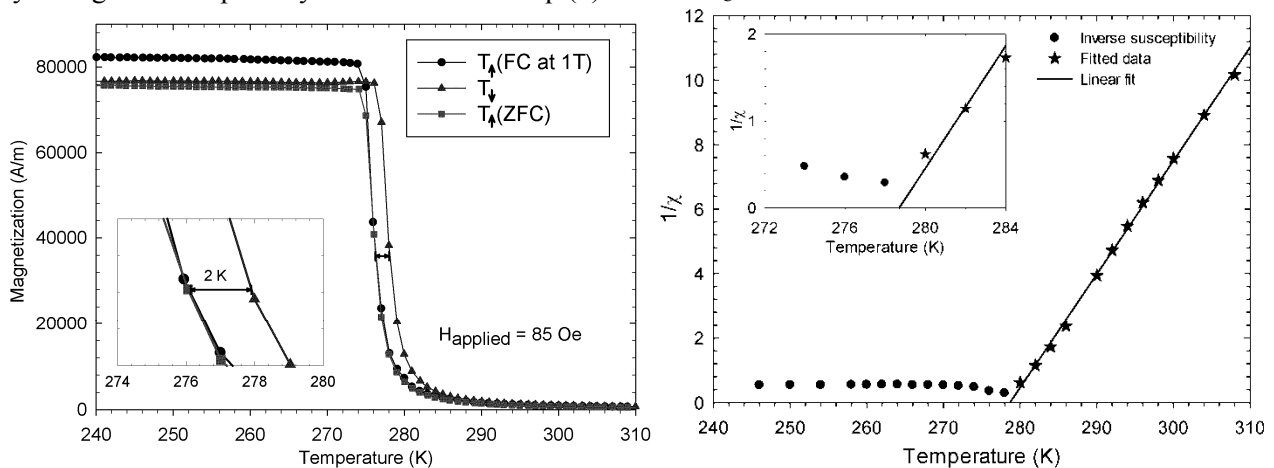 T↑(FC at 1T)
T↓
T↑(ZFC)
80000
60000
40000
20000
0
Magnetization (A/m)
2 K
274 276 278 280
H applied = 85 Oe
240 250 260 270 280 290 300 310
Temperature (K)
12
10
8
6
4
2
0
1/χ
Inverse susceptibility
Fitted data
Linear fit
2
1
0
1/χ
272 276 280 284
Temperature (K)
240 250 260 270 280 290 300 310
Temperature (K)